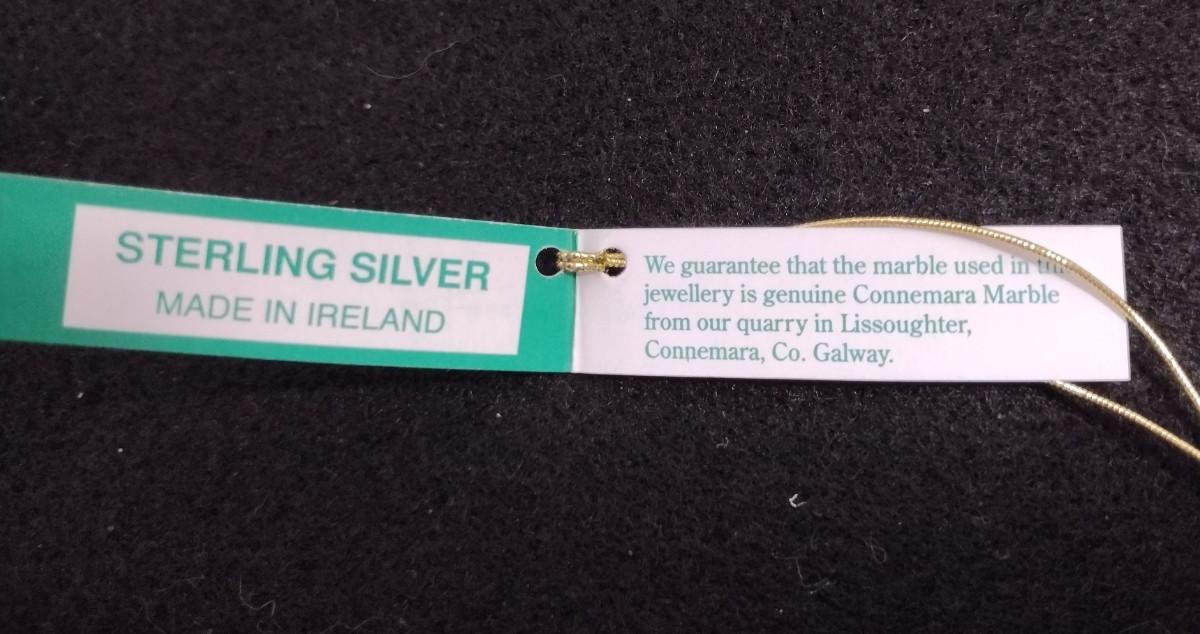 STERLING SILVER
MADE IN IRELAND
We guarantee that the marble used in the
jewellery is genuine Connemara Marble
from our quarry in Lissoughter,
Connemara, Co. Galway.